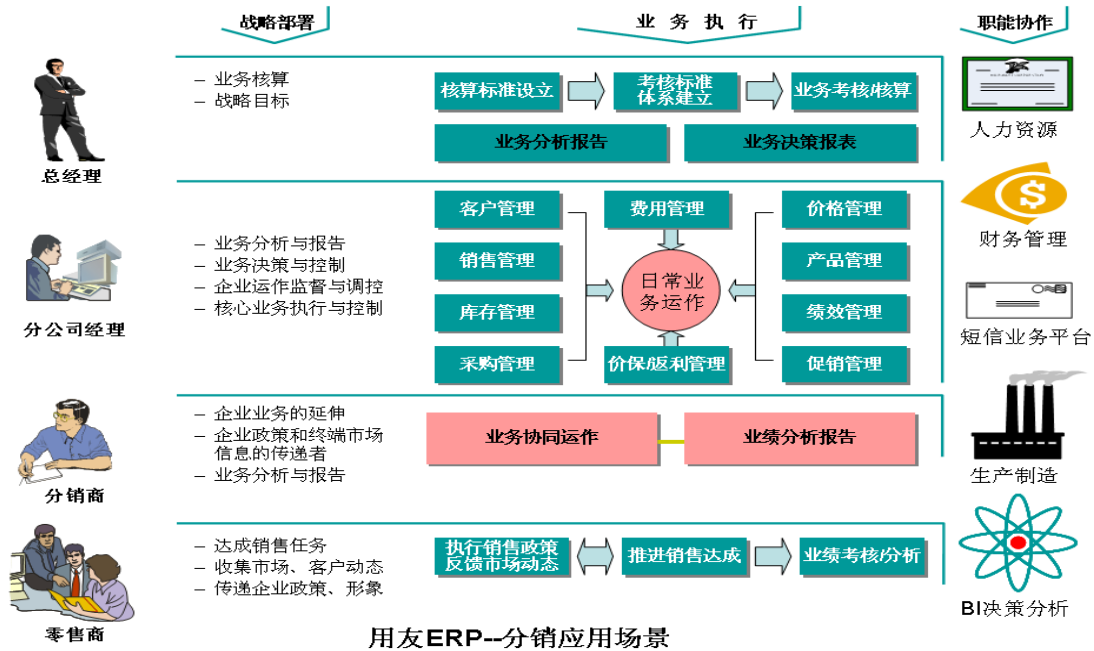 战略部署
业 务 执 行
职能协作
总经理
– 业务核算
– 战略目标
核算标准设立
考核标准
体系建立
业务考核/核算
业务分析报告
业务决策报表
人力资源
财务管理
短信业务平台
生产制造
BI决策分析
分公司经理
– 业务分析与报告
– 业务决策与控制
– 企业运作监督与调控
– 核心业务执行与控制
客户管理
销售管理
库存管理
采购管理
费用管理
日常业
务运作
价保/返利管理
价格管理
产品管理
绩效管理
促销管理
分销商
– 企业业务的延伸
– 企业政策和终端市场
信息的传递者
– 业务分析与报告
业务协同运作
业绩分析报告
零售商
– 达成销售任务
– 收集市场、客户动态
– 传递企业政策、形象
执行销售政策
反馈市场动态
推进销售达成
业绩考核/分析
用友ERP--分销应用场景